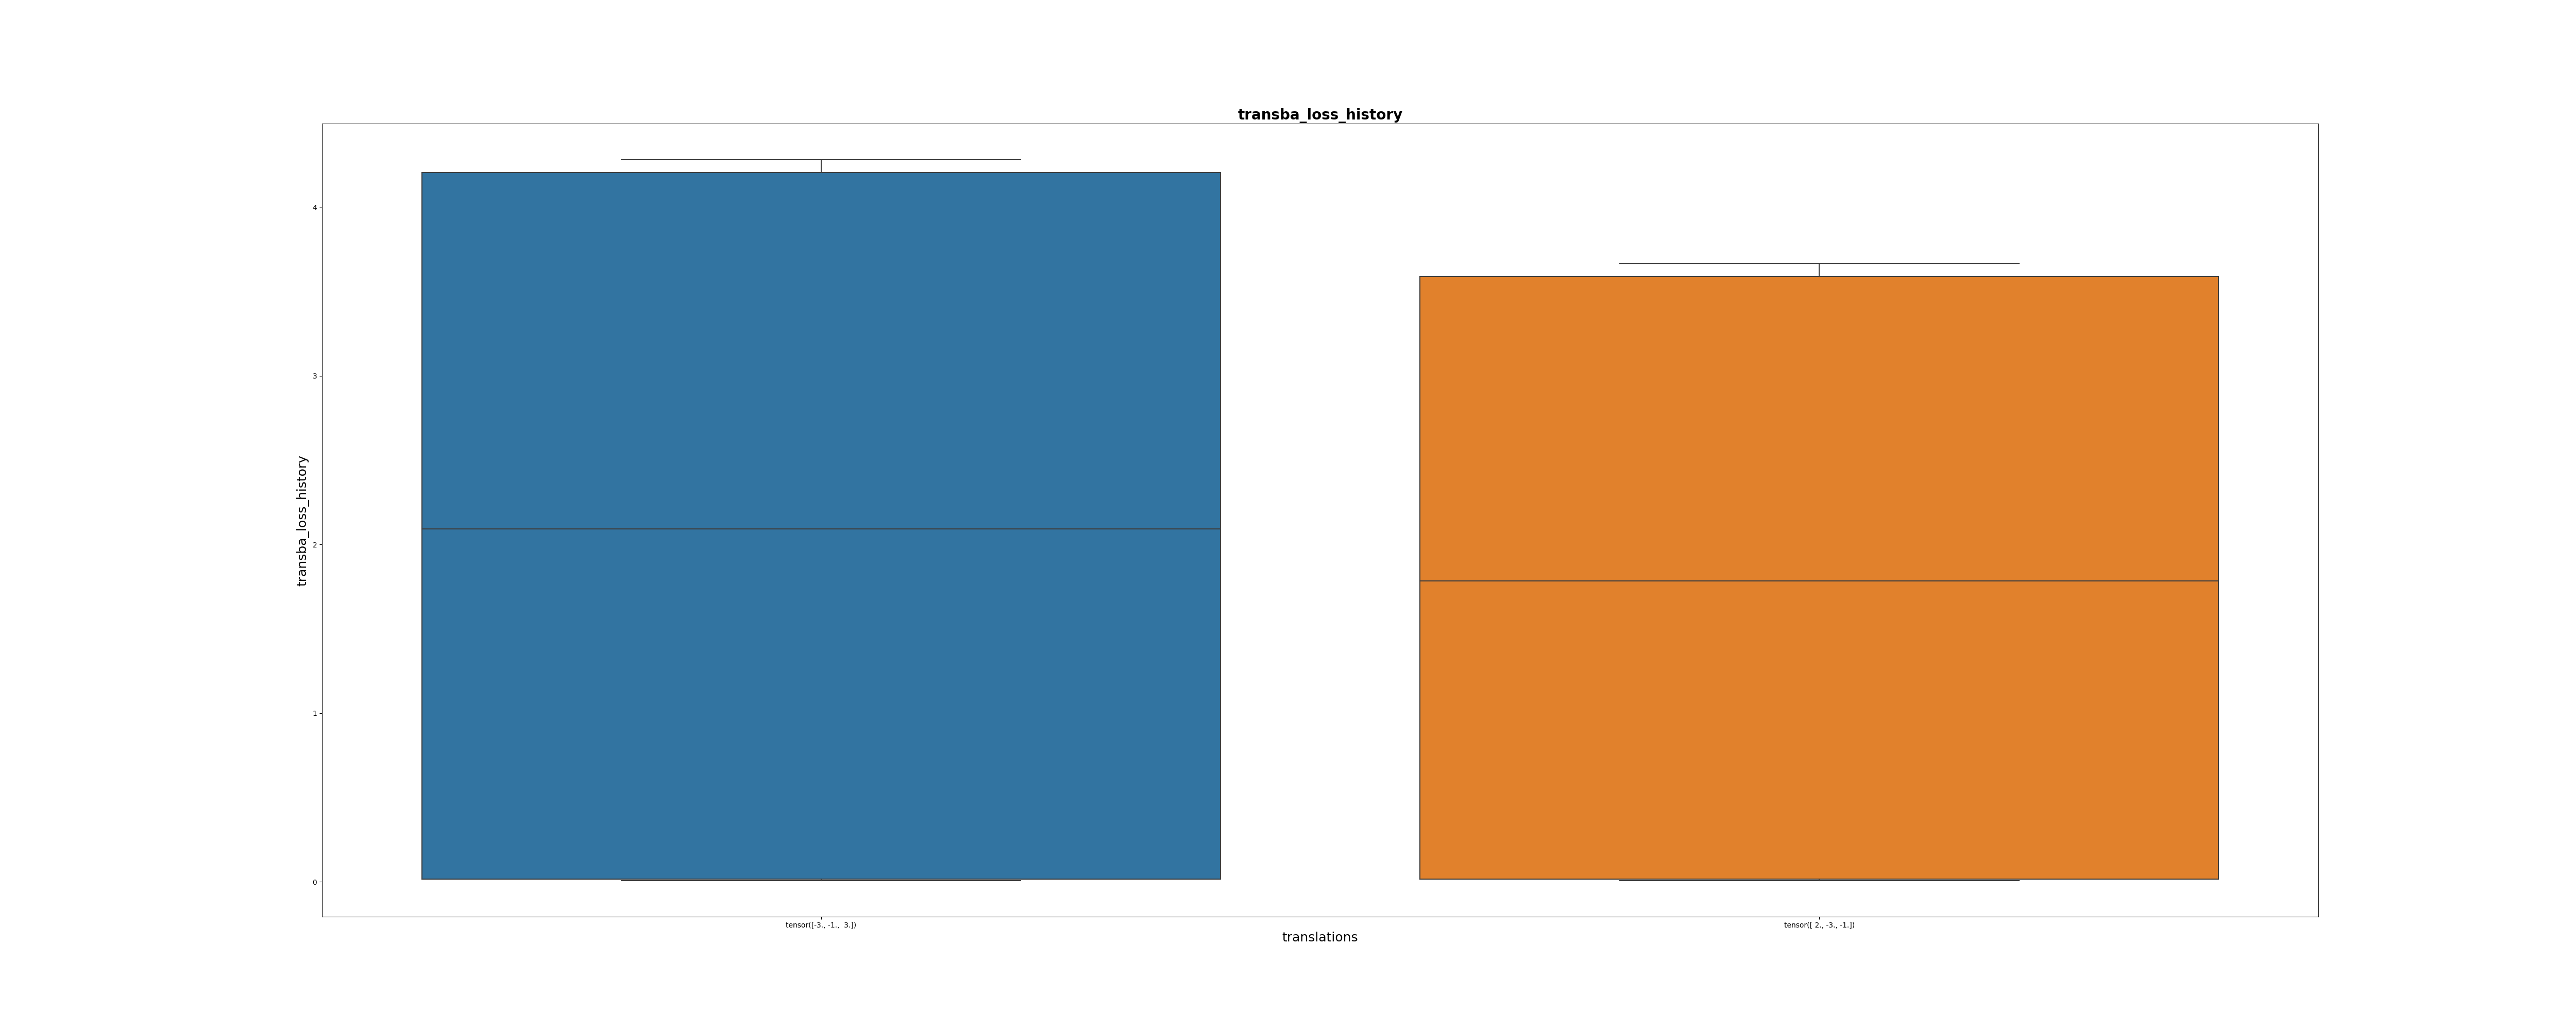 transba_loss_history
transba_loss_history
4
3
2
1
0
tensor([-3., -1.,  3.])
tensor([ 2., -3., -1.])
translations